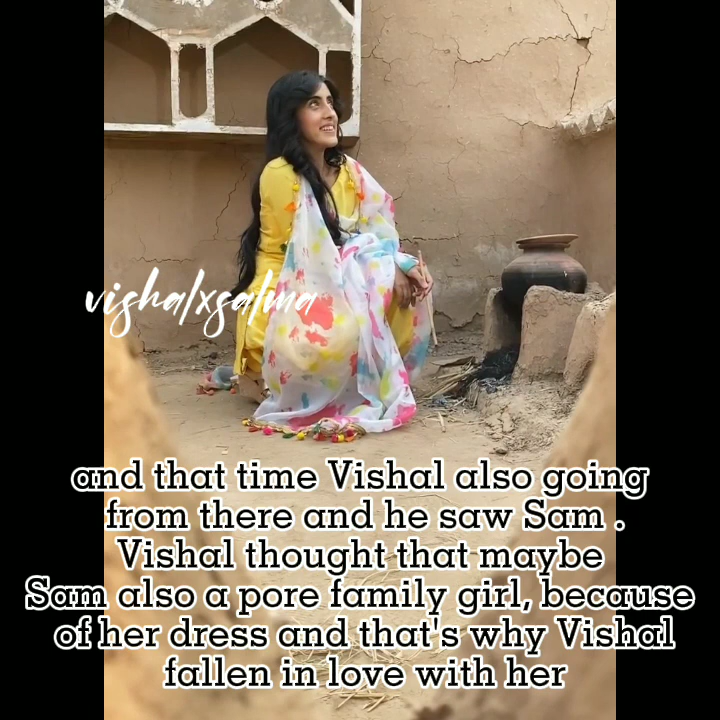 vishalxsalma
and that time Vishal also going
from there and he saw Sam .
Vishal thought that maybe
Sam also a pore family girl, because
of her dress and that's why Vishal
fallen in love with her